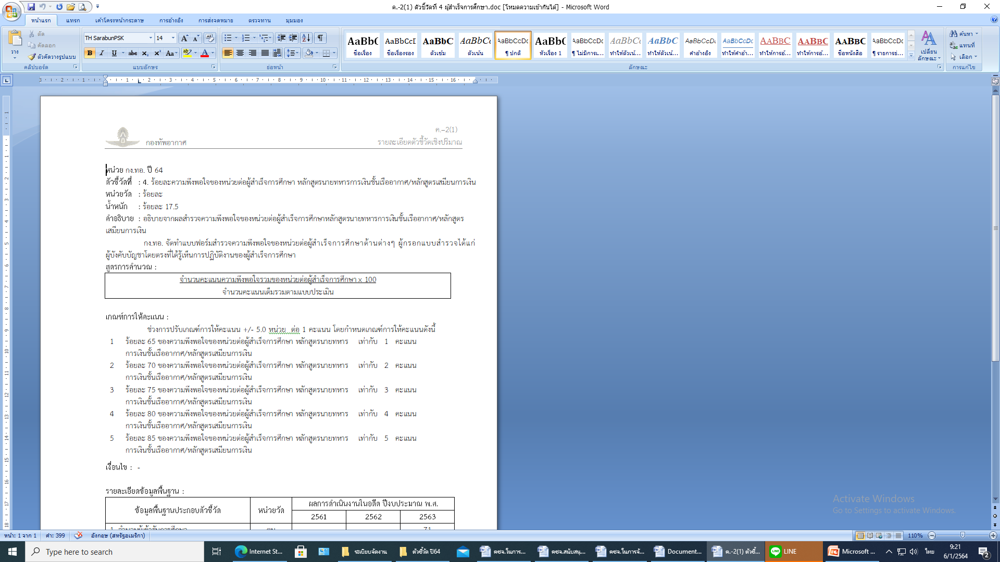 ค.-2(1) ตัวชี้วัดที่ 4 ผู้สำเร็จการศึกษา.doc [โหมดความเข้ากันได้] - Microsoft Word
หน้าแรก แทรก เค้าโครงหน้ากระดาษ การอ้างอิง การส่งจดหมาย ตรวจทาน มุมมอง
วาง ตัด คัดลอก ตัวคัดวางรูปแบบ
TH SarabunPSK 14
AaBbC ชื่อเรื่อง
AaBbCcI ชื่อเรื่องรอง
AaBbC ตัวเข้ม
AaBbCc ตัวเน้น
AaBbCcDc ¶ ปกติ
AaBbC หัวเรื่อง 1
AaBbCcDc ¶ ไม่มีการเ...
AaBbCc ทำให้ตัวเน้...
AaBbCc ทำให้ตัวเ...
AaBbCcD คำอ้างอิง
AaBbCcDc ทำให้คำอ้า...
AaBbC ทำให้การอ้...
AaBbC ทำให้การอ้...
AaBbC ชื่อหนังสือ
AaBbCcDc ¶ รายการย่...
เปลี่ยนลักษณะ
ค้นหา
แทนที่
เลือก
คลิปบอร์ด แบบอักษร ย่อหน้า ลักษณะ การแก้ไข
ค.–2(1)
กองทัพอากาศ รายละเอียดตัวชี้วัดเชิงปริมาณ
หน่วย กง.ทอ. ปี 64
ตัวชี้วัดที่ : 4. ร้อยละความพึงพอใจของหน่วยต่อผู้สำเร็จการศึกษา หลักสูตรนายทหารการเงินชั้นเรืออากาศ/หลักสูตรเสมียนการเงิน
หน่วยวัด : ร้อยละ
น้ำหนัก : ร้อยละ 17.5
คำอธิบาย : อธิบายจากผลสำรวจความพึงพอใจของหน่วยต่อผู้สำเร็จการศึกษาหลักสูตรนายทหารการเงินชั้นเรืออากาศ/หลักสูตร
เสมียนการเงิน
กง.ทอ. จัดทำแบบฟอร์มสำรวจความพึงพอใจของหน่วยต่อผู้สำเร็จการศึกษาด้านต่างๆ ผู้กรอกแบบสำรวจได้แก่
ผู้บังคับบัญชาโดยตรงที่ได้รู้เห็นการปฏิบัติงานของผู้สำเร็จการศึกษา
สูตรการคำนวณ :
จำนวนคะแนนความพึงพอใจรวมของหน่วยต่อผู้สำเร็จการศึกษา x 100
จำนวนคะแนนเต็มรวมตามแบบประเมิน
เกณฑ์การให้คะแนน :
ช่วงการปรับเกณฑ์การให้คะแนน +/- 5.0 หน่วย ต่อ 1 คะแนน โดยกำหนดเกณฑ์การให้คะแนนดังนี้
1 ร้อยละ 65 ของความพึงพอใจของหน่วยต่อผู้สำเร็จการศึกษา หลักสูตรนายทหาร เท่ากับ 1 คะแนน
การเงินชั้นเรืออากาศ/หลักสูตรเสมียนการเงิน
2 ร้อยละ 70 ของความพึงพอใจของหน่วยต่อผู้สำเร็จการศึกษา หลักสูตรนายทหาร เท่ากับ 2 คะแนน
การเงินชั้นเรืออากาศ/หลักสูตรเสมียนการเงิน
3 ร้อยละ 75 ของความพึงพอใจของหน่วยต่อผู้สำเร็จการศึกษา หลักสูตรนายทหาร เท่ากับ 3 คะแนน
การเงินชั้นเรืออากาศ/หลักสูตรเสมียนการเงิน
4 ร้อยละ 80 ของความพึงพอใจของหน่วยต่อผู้สำเร็จการศึกษา หลักสูตรนายทหาร เท่ากับ 4 คะแนน
การเงินชั้นเรืออากาศ/หลักสูตรเสมียนการเงิน
5 ร้อยละ 85 ของความพึงพอใจของหน่วยต่อผู้สำเร็จการศึกษา หลักสูตรนายทหาร เท่ากับ 5 คะแนน
การเงินชั้นเรืออากาศ/หลักสูตรเสมียนการเงิน
เงื่อนไข : -
รายละเอียดข้อมูลพื้นฐาน :
ข้อมูลพื้นฐานประกอบตัวชี้วัด หน่วยวัด ผลการดำเนินงานในอดีต ปีงบประมาณ พ.ศ.
2561 2562 2563
1. จำนวนผู้เข้ารับการศึกษา คน 71
Activate Windows
Go to Settings to activate Windows.
หน้า: 1 จาก 1 คำ: 399 อังกฤษ (สหรัฐอเมริกา) 110%
Type here to search
Internet St...
ระเบียบจัดงาน
ตัวชี้วัด ปี64
คชจ.ในการ...
คชจ.สนับสนุ...
คชจ.ในการจั...
Document...
ค.-2(1) ตัวชี้...
LINE
Microsoft ...
ไทย
9:21
6/1/2564
2